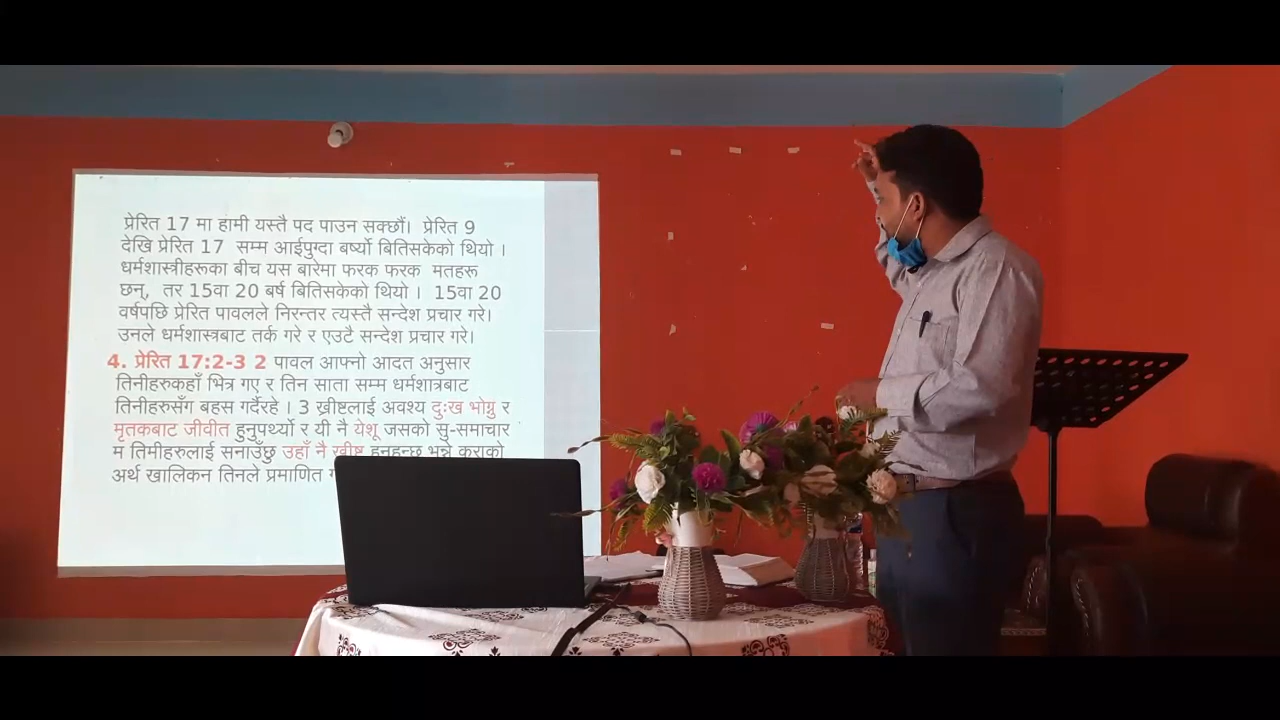 प्रेरित 17 मा हामी यस्तै पद पाउन सक्छौं। प्रेरित 9
देखि प्रेरित 17 सम्म आईपुग्दा बर्ष्यो बितिसकेको थियो ।
धर्मशास्त्रीहरूका बीच यस बारेमा फरक फरक मतहरू
छन्, तर 15वा 20 बर्ष बितिसकेको थियो । 15वा 20
वर्षपछि प्रेरित पावलले निरन्तर त्यस्तै सन्देश प्रचार गरे।
उनले धर्मशास्त्रबाट तर्क गरे र एउटै सन्देश प्रचार गरे।
4. प्रेरित 17:2-3 2 पावल आफ्नो आदत अनुसार
तिनीहरुकहाँ भित्र गए र तिन साता सम्म धर्मशात्रबाट
तिनीहरुसँग बहस गर्दैरहे । 3 ख्रीष्टलाई अवश्य दुःख भोग्नु र
मृतकबाट जीवीत हुनुपर्थ्यो र यी नै येशू जसको सु-समाचार
म तिमीहरुलाई सनाउँछु उहाँ नै ख्रीष्ट हुनुहुन्छ भन्ने कुराको
अर्थ खालिकन तिनले प्रमाणित